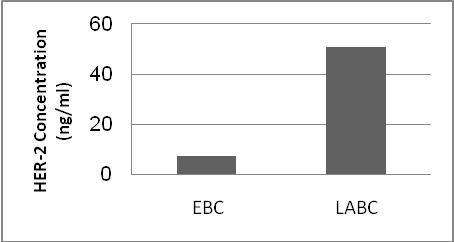 HER-2 Concentration
(ng/ml)
60
40
20
0
EBC
LABC